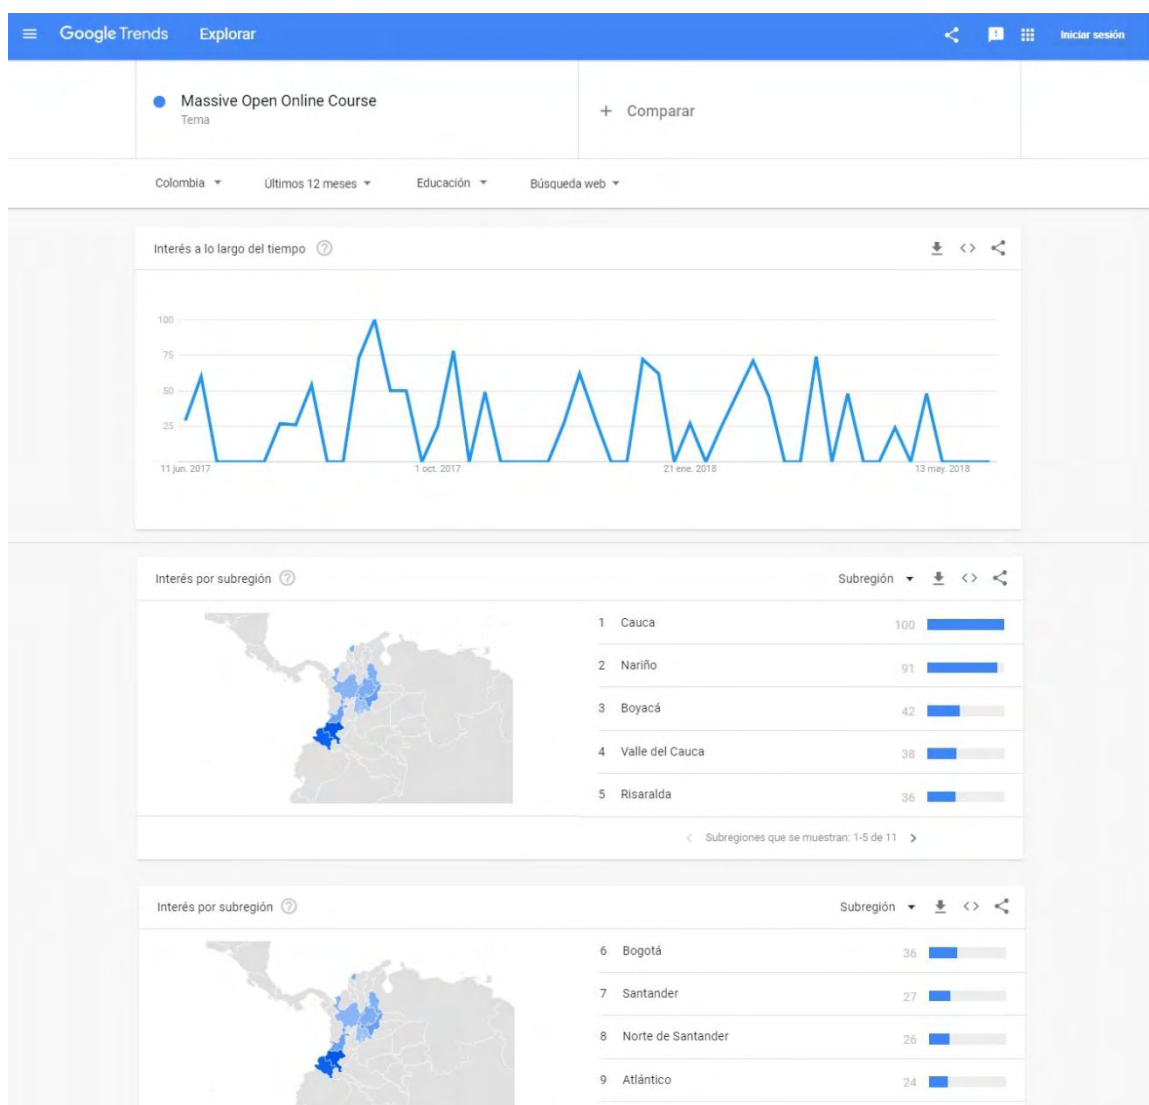 Google Trends Explorar Iniciar sesión
Massive Open Online Course
Tema
+ Comparar
Colombia Últimos 12 meses Educación Búsqueda web
Interés a lo largo del tiempo
100
75
50
25
11 jun. 2017 1 oct. 2017 21 ene. 2018 13 may. 2018
Interés por subregión Subregión
1 Cauca 100
2 Nariño 91
3 Boyacá 42
4 Valle del Cauca 38
5 Risaralda 36
Subregiones que se muestran: 1-5 de 11
Interés por subregión Subregión
6 Bogotá 36
7 Santander 27
8 Norte de Santander 26
9 Atlántico 24